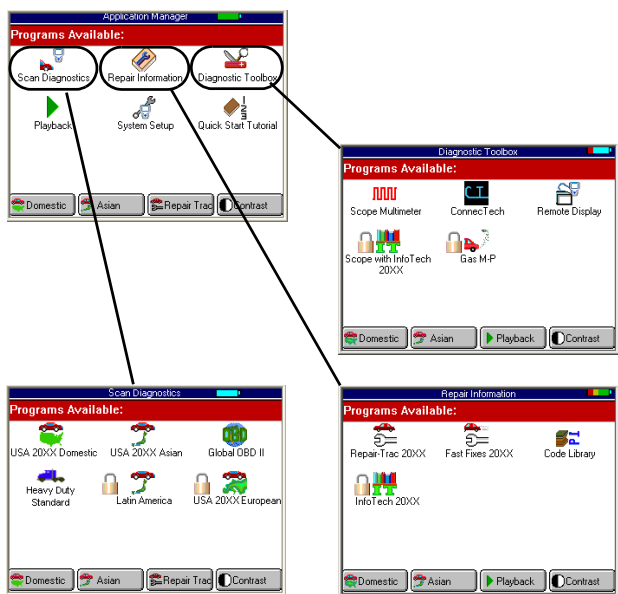 Application Manager
Programs Available:
Scan Diagnostics
Repair Information
Diagnostic Toolbox
Playback
System Setup
1
2
3
Quick Start Tutorial
Domestic
Asian
Repair Trac
Contrast
Diagnostic Toolbox
Programs Available:
Scope Multimeter
C.T.
ConnecTech
Remote Display
Scope with InfoTech
20XX
Gas M-P
Domestic
Asian
Playback
Contrast
Scan Diagnostics
Programs Available:
USA 20XX Domestic
USA 20XX Asian
OBD
Global OBD II
Heavy Duty
Standard
Latin America
USA 20XX European
Domestic
Asian
Repair Trac
Contrast
Repair Information
Programs Available:
Repair-Trac 20XX
Fast Fixes 20XX
Code Library
InfoTech 20XX
Domestic
Asian
Playback
Contrast